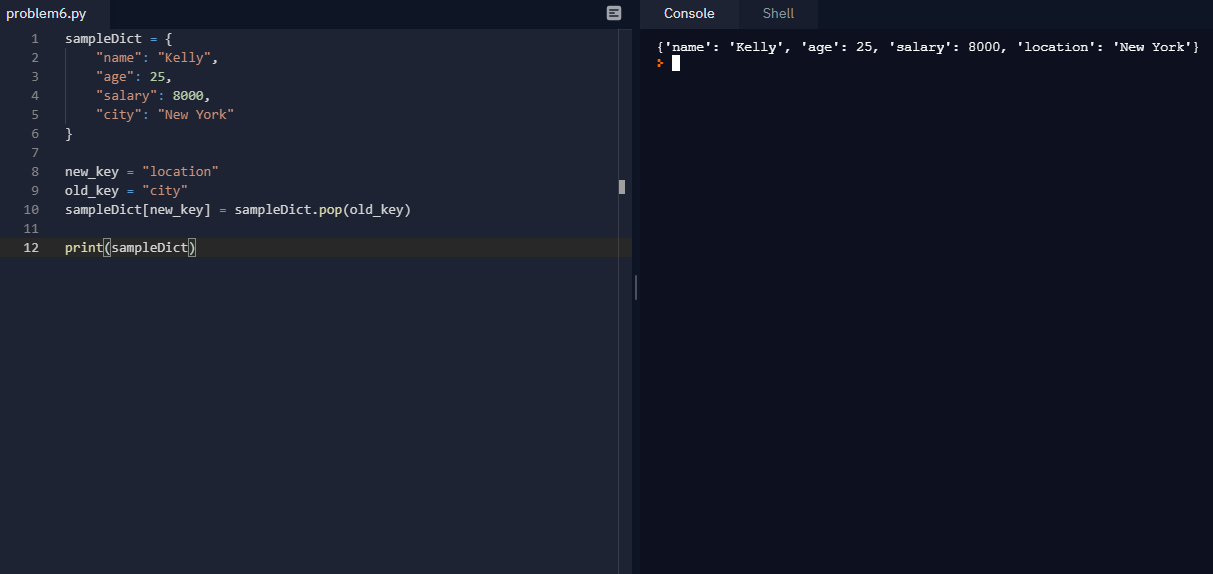 problem6.py
1 sampleDict = {
2     "name": "Kelly",
3     "age": 25,
4     "salary": 8000,
5     "city": "New York"
6 }
7
8 new_key = "location"
9 old_key = "city"
10 sampleDict[new_key] = sampleDict.pop(old_key)
11
12 print(sampleDict)
Console Shell
{'name': 'Kelly', 'age': 25, 'salary': 8000, 'location': 'New York'}